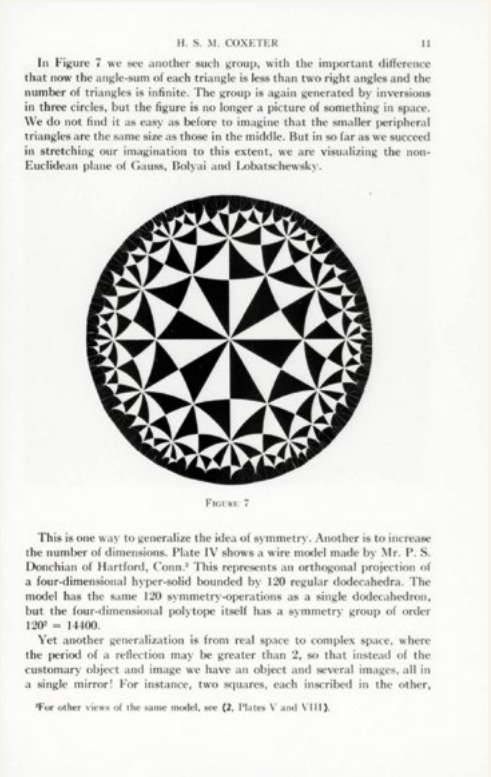 H. S. M. COXETER 11
In Figure 7 we see another such group, with the important difference
that now the angle-sum of each triangle is less than two right angles and the
number of triangles is infinite. The group is again generated by inversions
in three circles, but the figure is no longer a picture of something in space.
We do not find it as easy as before to imagine that the smaller peripheral
triangles are the same size as those in the middle. But in so far as we succeed
in stretching our imagination to this extent, we are visualizing the non-
Euclidean plane of Gauss, Bolyai and Lobatschewsky.
FIGURE 7
This is one way to generalize the idea of symmetry. Another is to increase
the number of dimensions. Plate IV shows a wire model made by Mr. P. S.
Donchian of Hartford, Conn.² This represents an orthogonal projection of
a four-dimensional hyper-solid bounded by 120 regular dodecahedra. The
model has the same 120 symmetry-operations as a single dodecahedron,
but the four-dimensional polytope itself has a symmetry group of order
120² = 14400.
Yet another generalization is from real space to complex space, where
the period of a reflection may be greater than 2, so that instead of the
customary object and image we have an object and several images, all in
a single mirror! For instance, two squares, each inscribed in the other,
²For other views of the same model, see (2, Plates V and VIII).